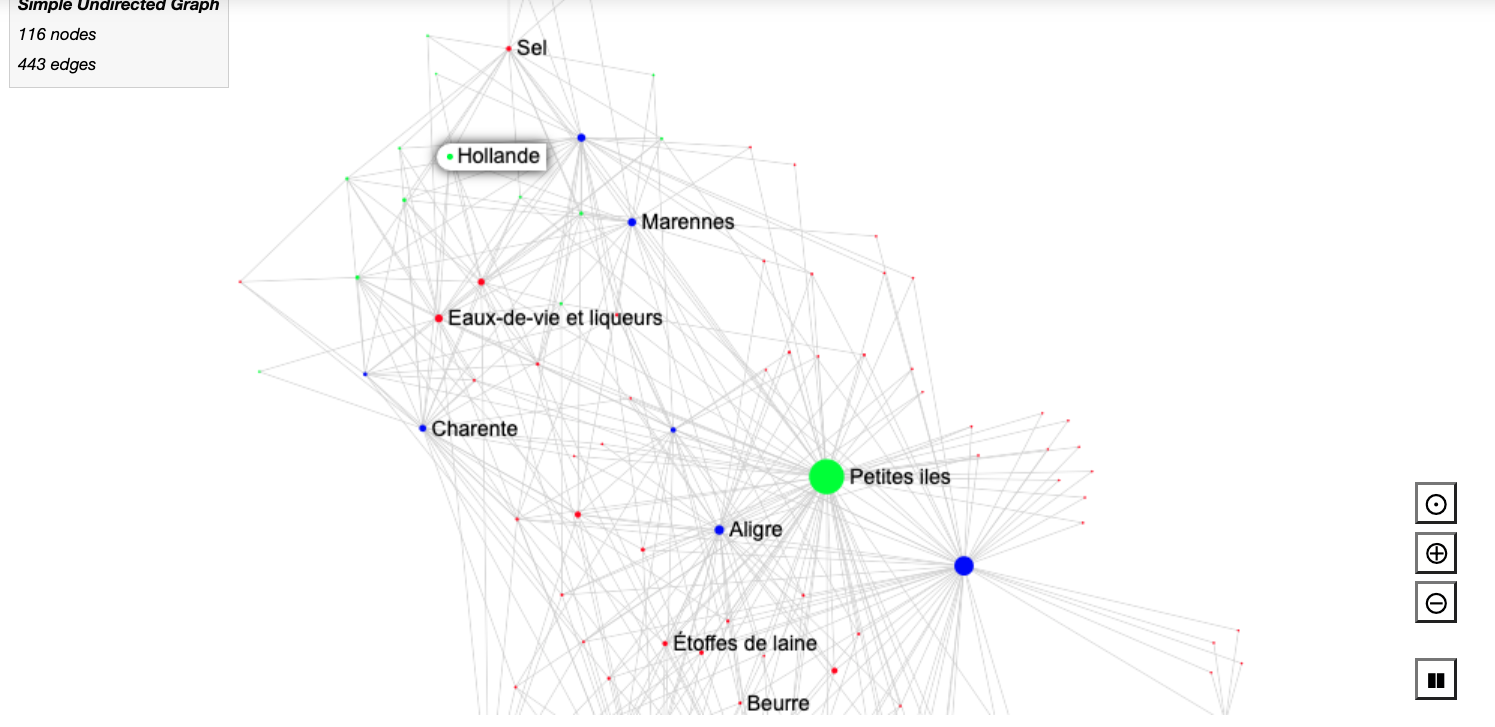 Simple Undirected Graph
116 nodes
443 edges
Sel
Hollande
Marennes
Eaux-de-vie et liqueurs
Charente
Petites iles
Aligre
Étoffes de laine
Beurre